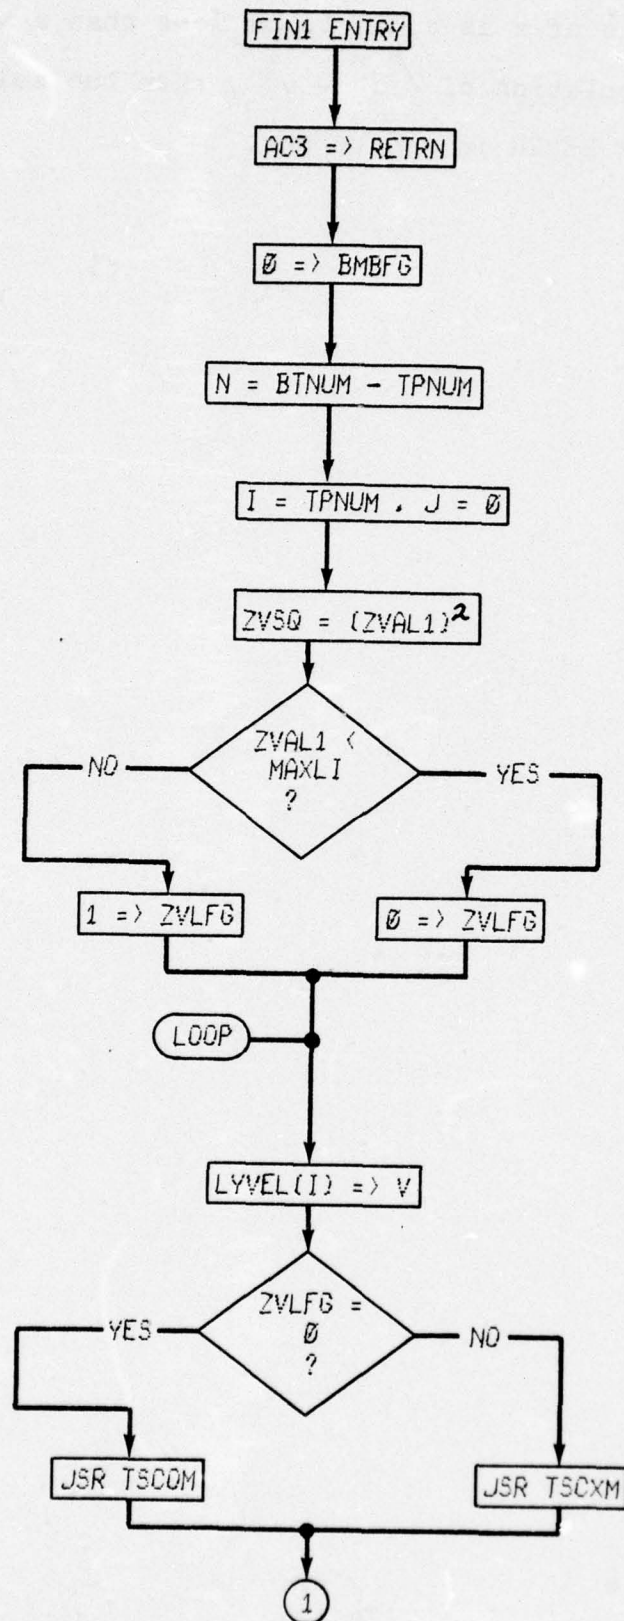 FIN1 ENTRY
AC3 => RETRN
Ø => BMBFG
N = BTNUM - TPNUM
I = TPNUM . J = Ø
ZVSQ = (ZVAL1)²
ZVAL1 <
MAXLI
?
NO
YES
1 => ZVLFG
Ø => ZVLFG
LOOP
LYVEL(I) => V
ZVLFG =
Ø
?
YES
NO
JSR TSCOM
JSR TSCXM
1